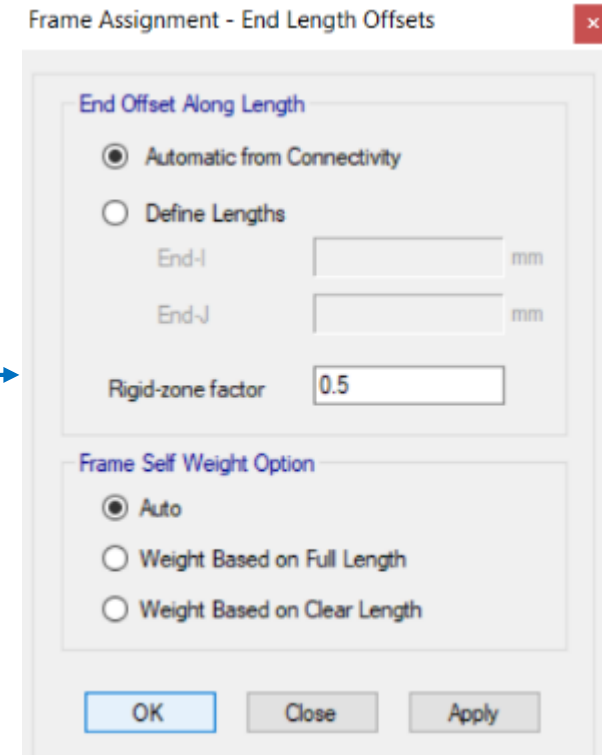 Frame Assignment - End Length Offsets
End Offset Along Length
Automatic from Connectivity
Define Lengths
End-I mm
End-J mm
Rigid-zone factor 0.5
Frame Self Weight Option
Auto
Weight Based on Full Length
Weight Based on Clear Length
OK Close Apply